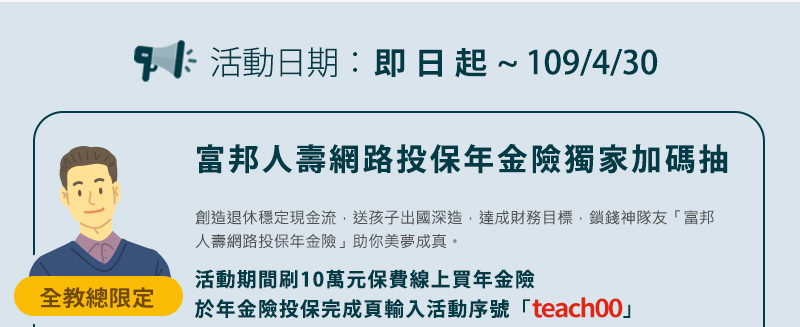 活動日期：即日起 ~ 109/4/30
富邦人壽網路投保年金險獨家加碼抽
創造退休穩定現金流，送孩子出國深造，達成財務目標，鎖錢神隊友「富邦
人壽網路投保年金險」助你美夢成真。
活動期間刷10萬元保費線上買年金險
全教總限定
於年金險投保完成頁輸入活動序號「teach00」